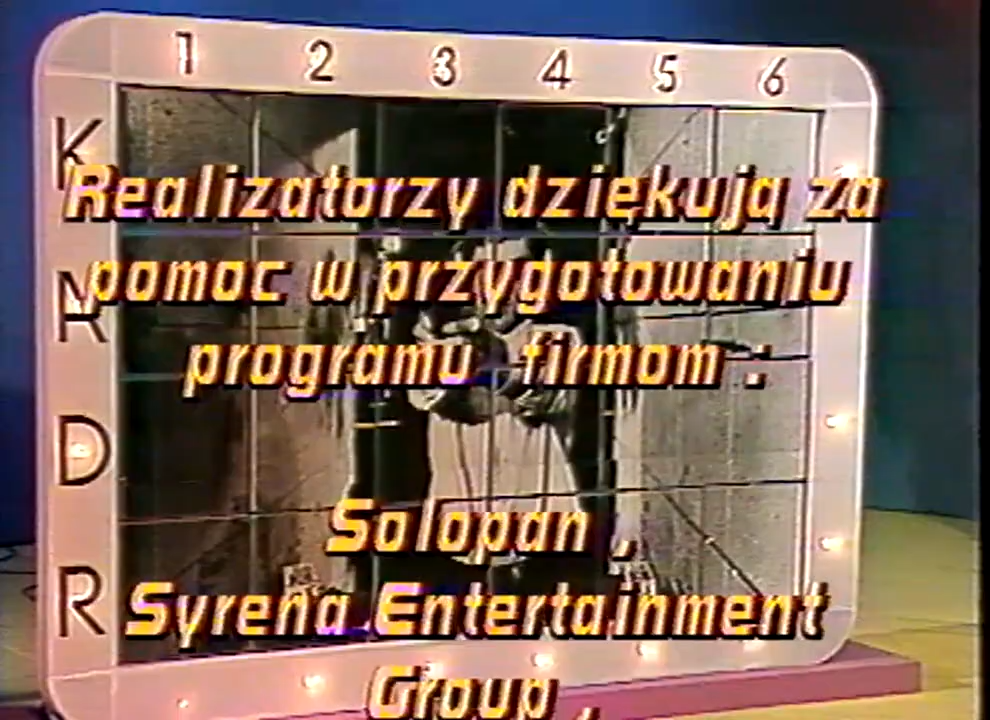 1 2 3 4 5 6
K
Realizatorzy dziękują za
N
pomoc w przygotowaniu
R
programu firmom :
D
Solopan ,
R
Syrena Entertainment
Group ,